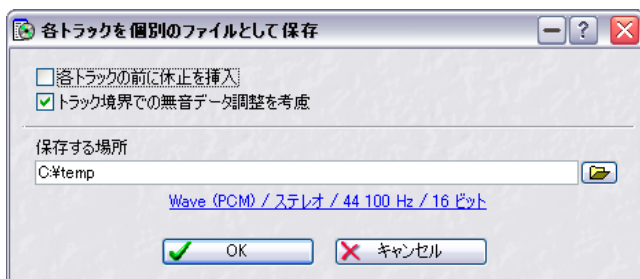 各トラックを個別のファイルとして保存
各トラックの前に休止を挿入
トラック境界での無音データ調整を考慮
保存する場所
C:¥temp
Wave (PCM) / ステレオ / 44 100 Hz / 16 ビット
OK
キャンセル